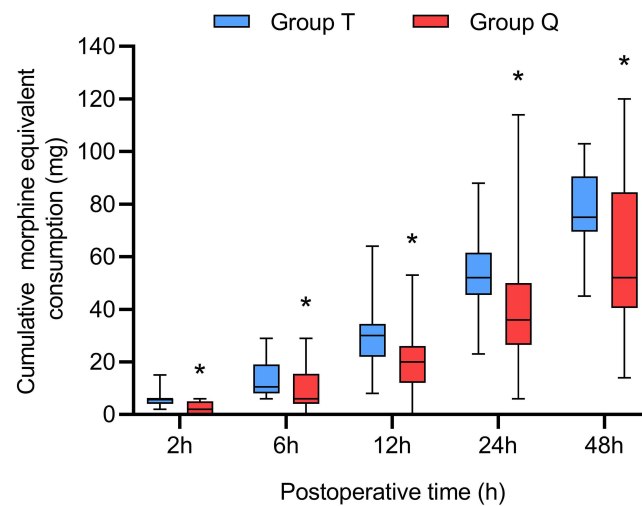 Group T Group Q
Cumulative morphine equivalent
consumption (mg)
140
120
100
80
60
40
20
0
* * * * *
2h 6h 12h 24h 48h
Postoperative time (h)